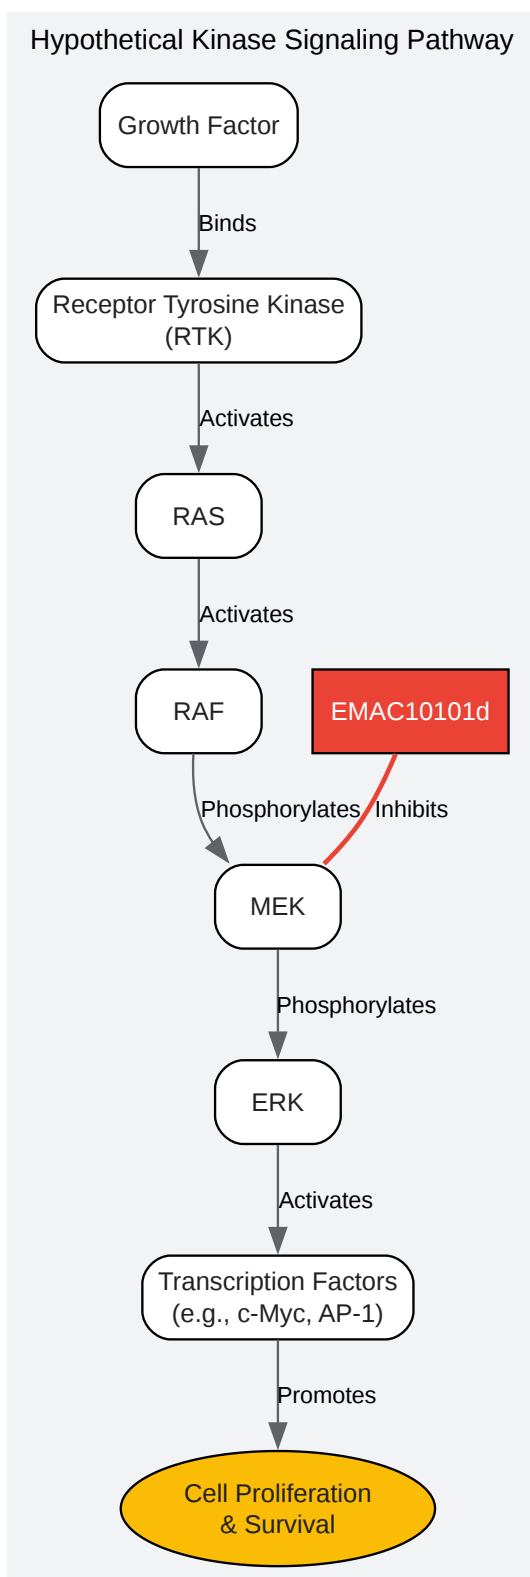 Hypothetical Kinase Signaling Pathway
Growth Factor
Binds
Receptor Tyrosine Kinase
(RTK)
Activates
RAS
Activates
RAF
EMAC10101d
Phosphorylates
Inhibits
MEK
Phosphorylates
ERK
Activates
Transcription Factors
(e.g., c-Myc, AP-1)
Promotes
Cell Proliferation
& Survival